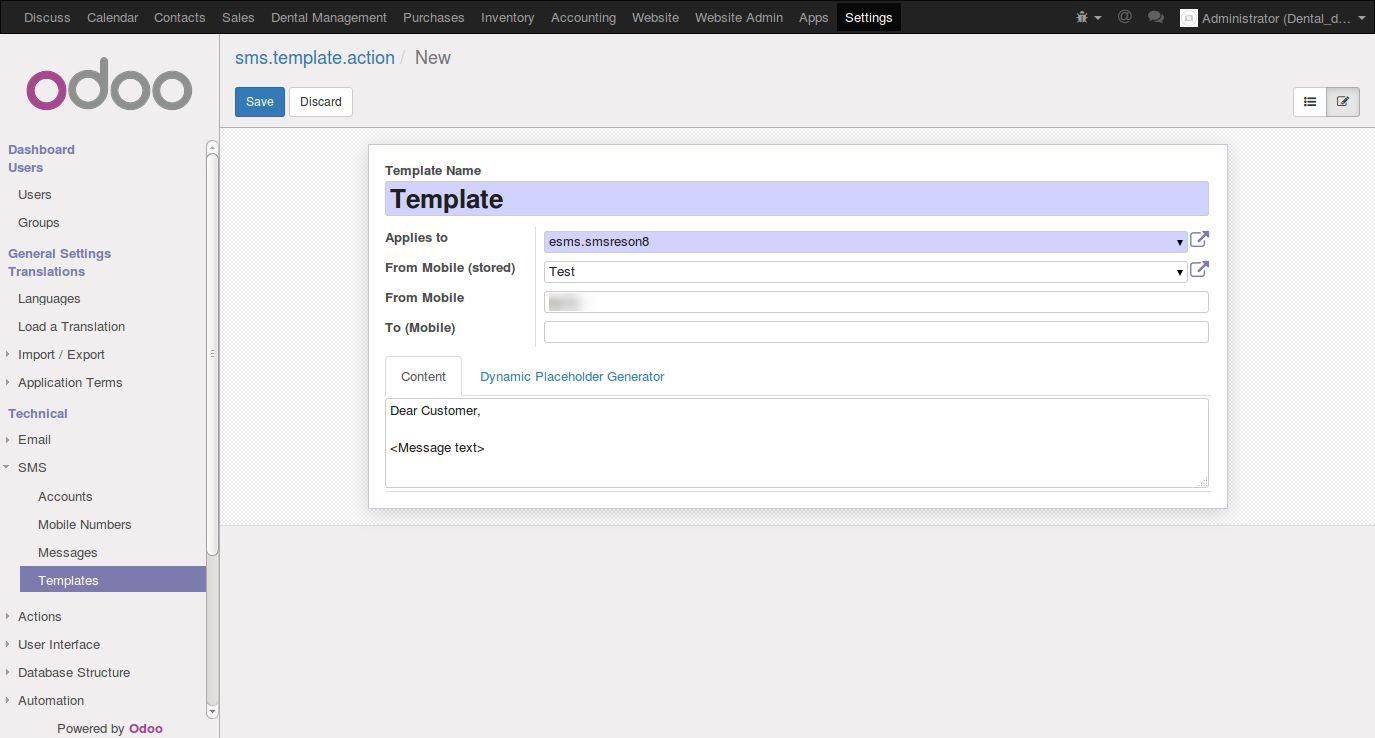 Discuss Calendar Contacts Sales Dental Management Purchases Inventory Accounting Website Website Admin Apps Settings @ Administrator (Dental_d...
odoo
sms.template.action / New
Save Discard
Dashboard
Users
Users
Groups
General Settings
Translations
Languages
Load a Translation
Import / Export
Application Terms
Technical
Email
SMS
Accounts
Mobile Numbers
Messages
Templates
Actions
User Interface
Database Structure
Automation
Powered by Odoo
Template Name
Template
Applies to esms.smsreson8
From Mobile (stored) Test
From Mobile
To (Mobile)
Content Dynamic Placeholder Generator
Dear Customer,
<Message text>